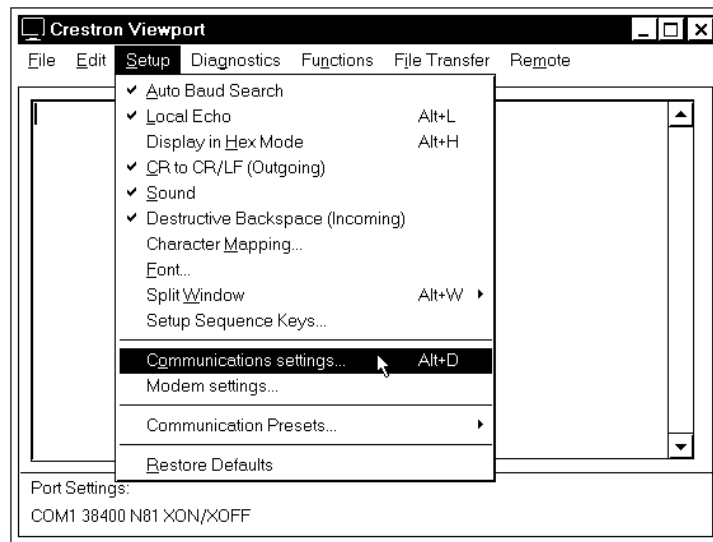 Crestron Viewport
File Edit Setup Diagnostics Functions File Transfer Remote
Auto Baud Search
Local Echo Alt+L
Display in Hex Mode Alt+H
CR to CR/LF (Outgoing)
Sound
Destructive Backspace (Incoming)
Character Mapping...
Font...
Split Window Alt+W
Setup Sequence Keys...
Communications settings... Alt+D
Modem settings...
Communication Presets...
Restore Defaults
Port Settings:
COM1 38400 N81 XON/XOFF